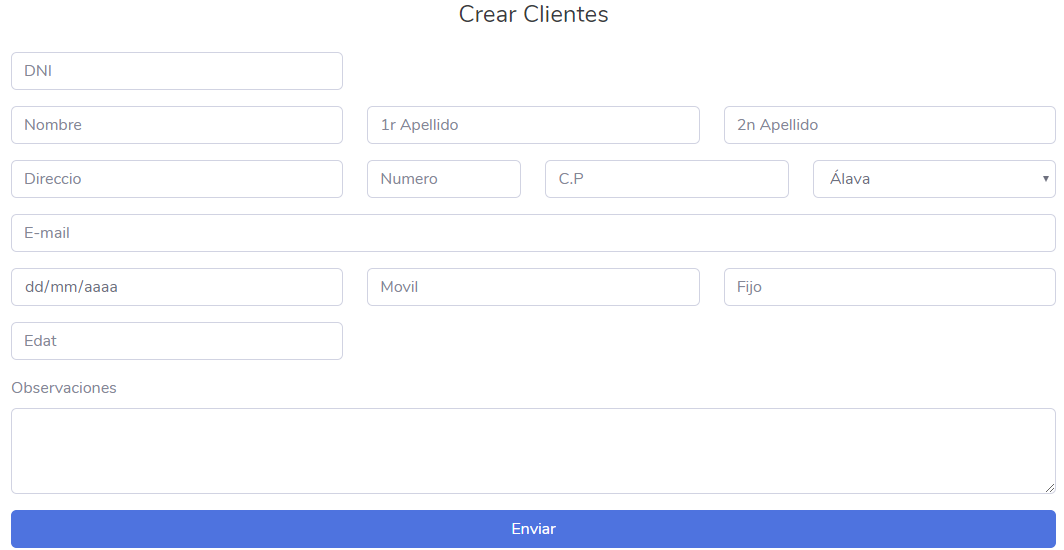 Crear Clientes
DNI
Nombre 1r Apellido 2n Apellido
Direccio Numero C.P Álava
E-mail
dd/mm/aaaa Movil Fijo
Edat
Observaciones
Enviar